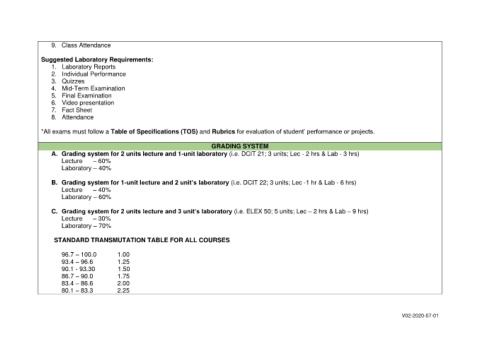 9. Class Attendance
Suggested Laboratory Requirements:
1. Laboratory Reports
2. Individual Performance
3. Quizzes
4. Mid-Term Examination
5. Final Examination
6. Video presentation
7. Fact Sheet
8. Attendance
*All exams must follow a Table of Specifications (TOS) and Rubrics for evaluation of student' performance or projects.
GRADING SYSTEM
A. Grading system for 2 units lecture and 1-unit laboratory (i.e. DCIT 21; 3 units; Lec - 2 hrs & Lab - 3 hrs)
Lecture – 60%
Laboratory – 40%
B. Grading system for 1-unit lecture and 2 unit's laboratory (i.e. DCIT 22; 3 units; Lec -1 hr & Lab - 6 hrs)
Lecture – 40%
Laboratory – 60%
C. Grading system for 2 units lecture and 3 unit's laboratory (i.e. ELEX 50; 5 units; Lec – 2 hrs & Lab – 9 hrs)
Lecture – 30%
Laboratory – 70%
STANDARD TRANSMUTATION TABLE FOR ALL COURSES
96.7 – 100.0 1.00
93.4 – 96.6 1.25
90.1 - 93.30 1.50
86.7 – 90.0 1.75
83.4 – 86.6 2.00
80.1 – 83.3 2.25
V02-2020-07-01